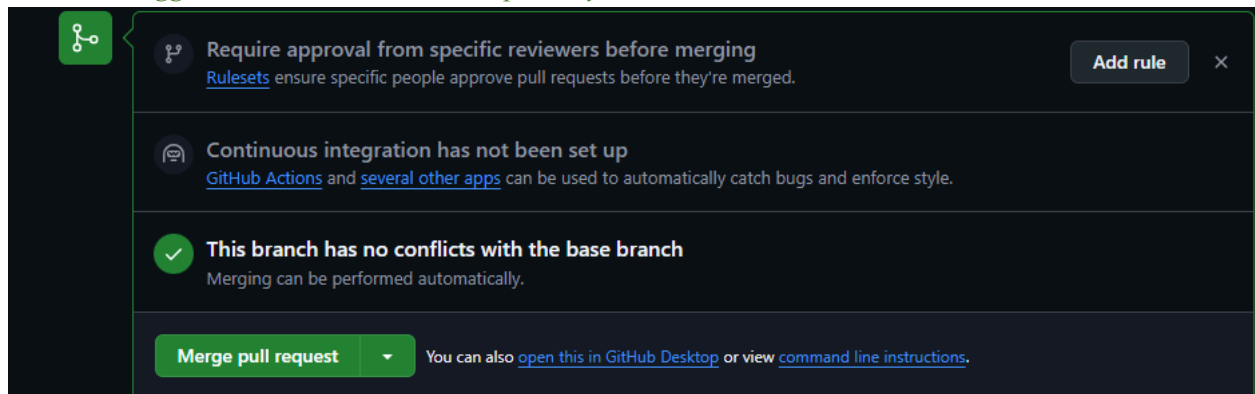 Require approval from specific reviewers before merging
Rulesets ensure specific people approve pull requests before they're merged.
Add rule
Continuous integration has not been set up
GitHub Actions and several other apps can be used to automatically catch bugs and enforce style.
This branch has no conflicts with the base branch
Merging can be performed automatically.
Merge pull request
You can also open this in GitHub Desktop or view command line instructions.